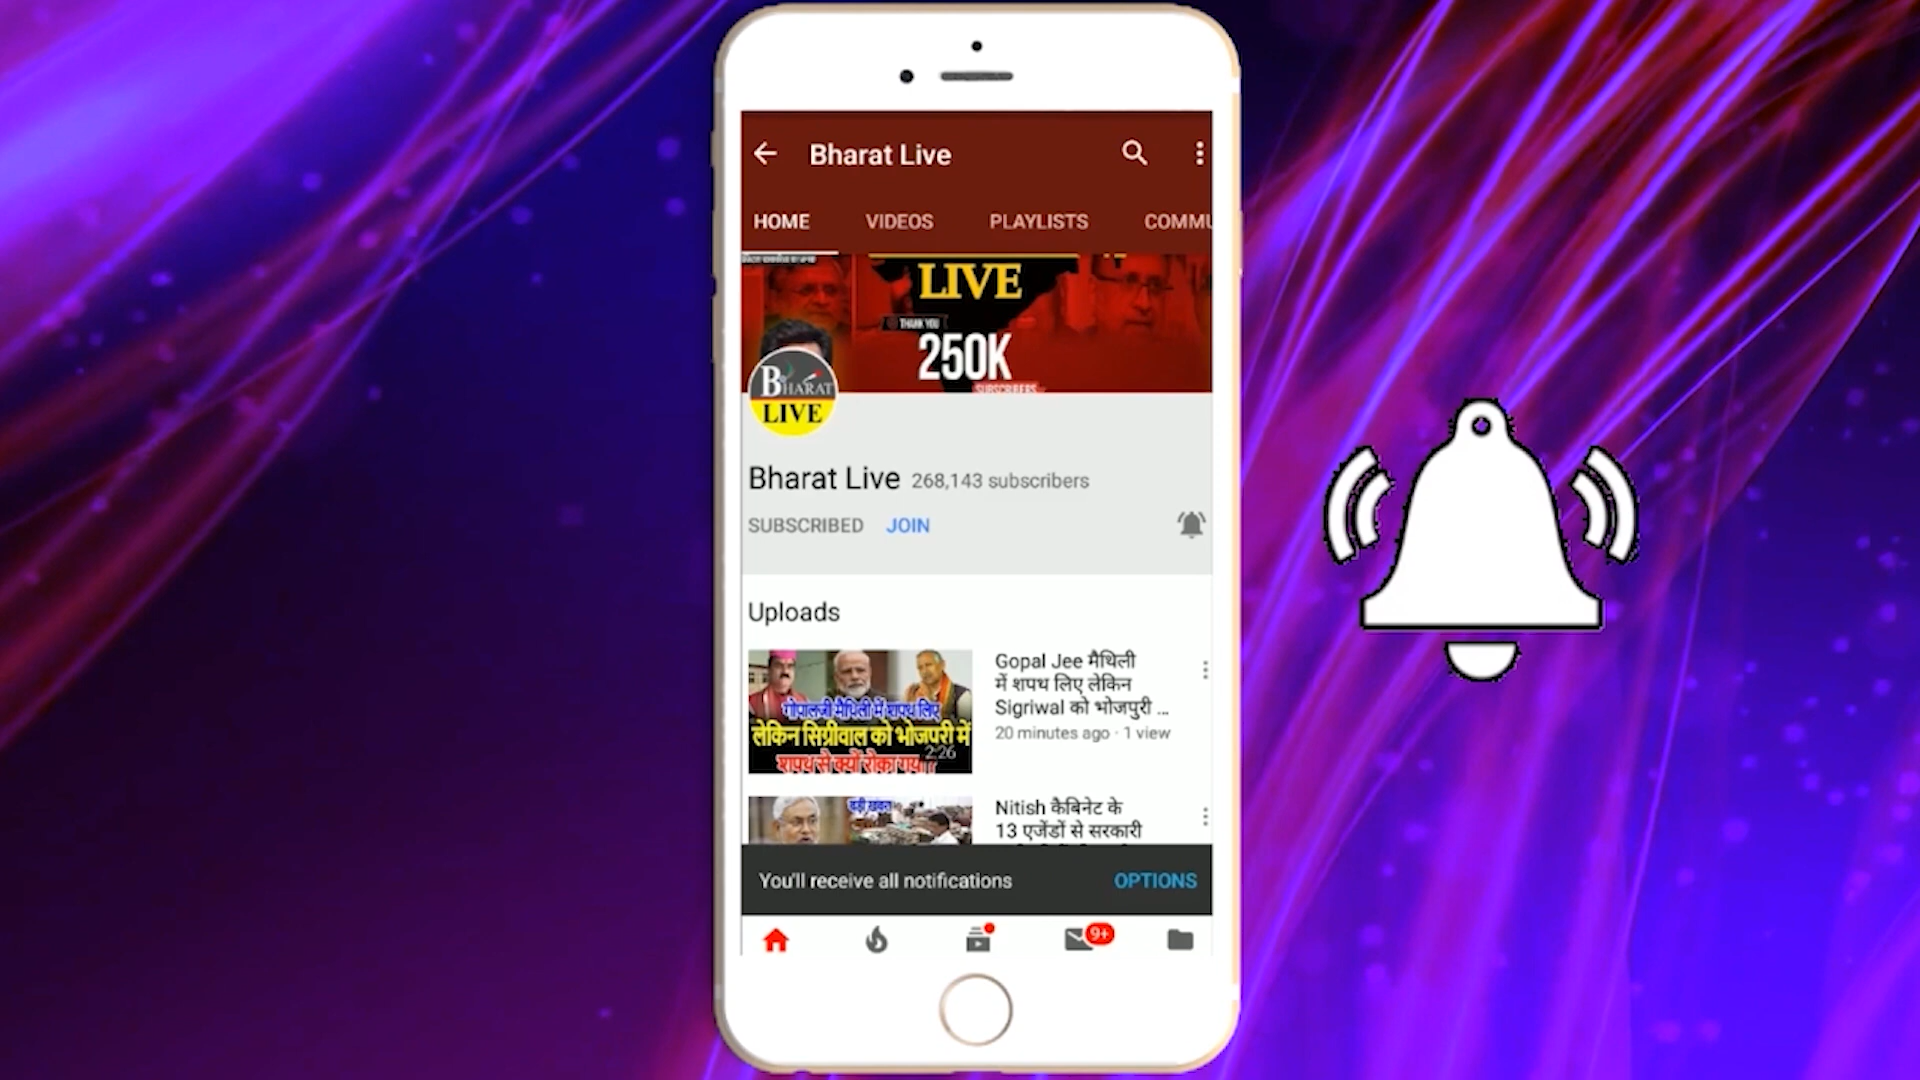 Bharat Live
HOME VIDEOS PLAYLISTS COMMU
LIVE
THANK YOU
250K
SUBSCRIBERS
BHARAT
LIVE
Bharat Live 268,143 subscribers
SUBSCRIBED JOIN
Uploads
गोपालजी मैथिली में शपथ लिए
लेकिन सिग्रीवाल को भोजपुरी में
शपथ से क्यों रोका गया
2:26
Gopal Jee मैथिली
में शपथ लिए लेकिन
Sigriwal को भोजपुरी ...
20 minutes ago · 1 view
बड़ी खबर
Nitish कैबिनेट के
13 एजेंडों से सरकारी
You'll receive all notifications OPTIONS
9+